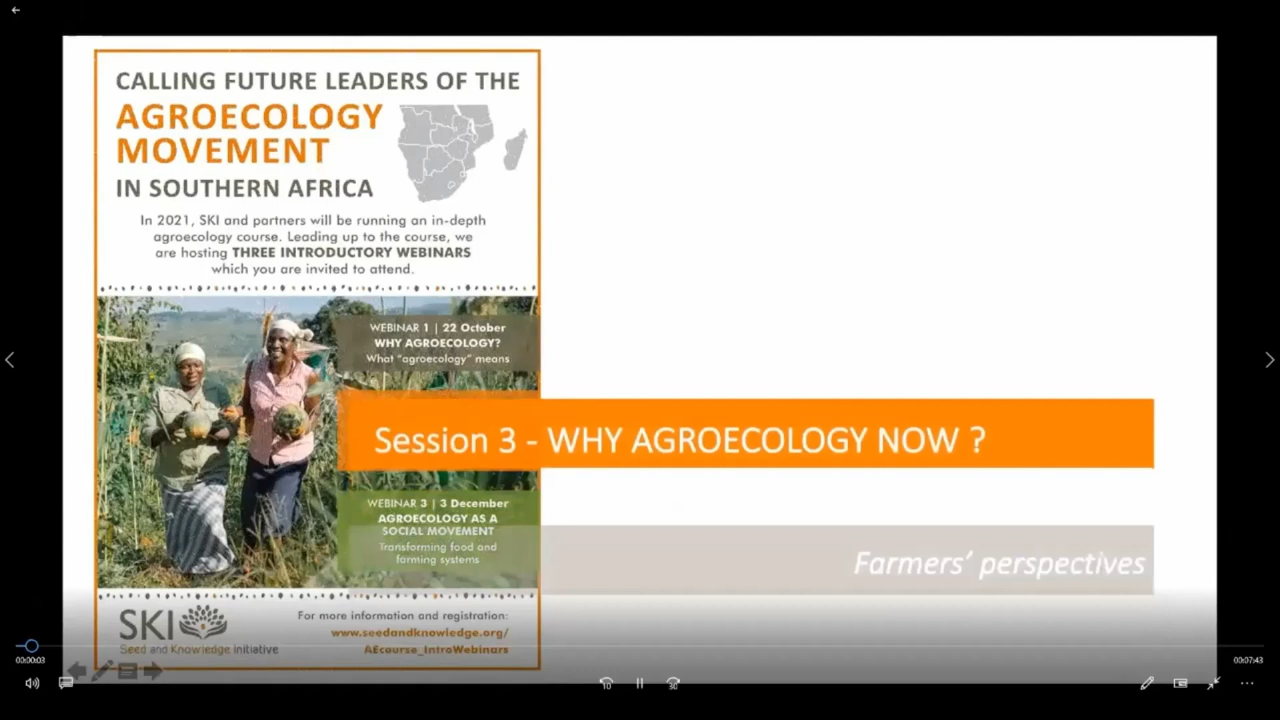 CALLING FUTURE LEADERS OF THE
AGROECOLOGY
MOVEMENT
IN SOUTHERN AFRICA
In 2021, SKI and partners will be running an in-depth
agroecology course. Leading up to the course, we
are hosting THREE INTRODUCTORY WEBINARS
which you are invited to attend.
WEBINAR 1 | 22 October
WHY AGROECOLOGY?
What "agroecology" means
Session 3 - WHY AGROECOLOGY NOW ?
WEBINAR 3 | 3 December
AGROECOLOGY AS A
SOCIAL MOVEMENT
Transforming food and
farming systems
Farmers' perspectives
SKI
Seed and Knowledge Initiative
For more information and registration:
www.seedandknowledge.org/
AEcourse_IntroWebinars
00:00:03
00:07:43
10
30